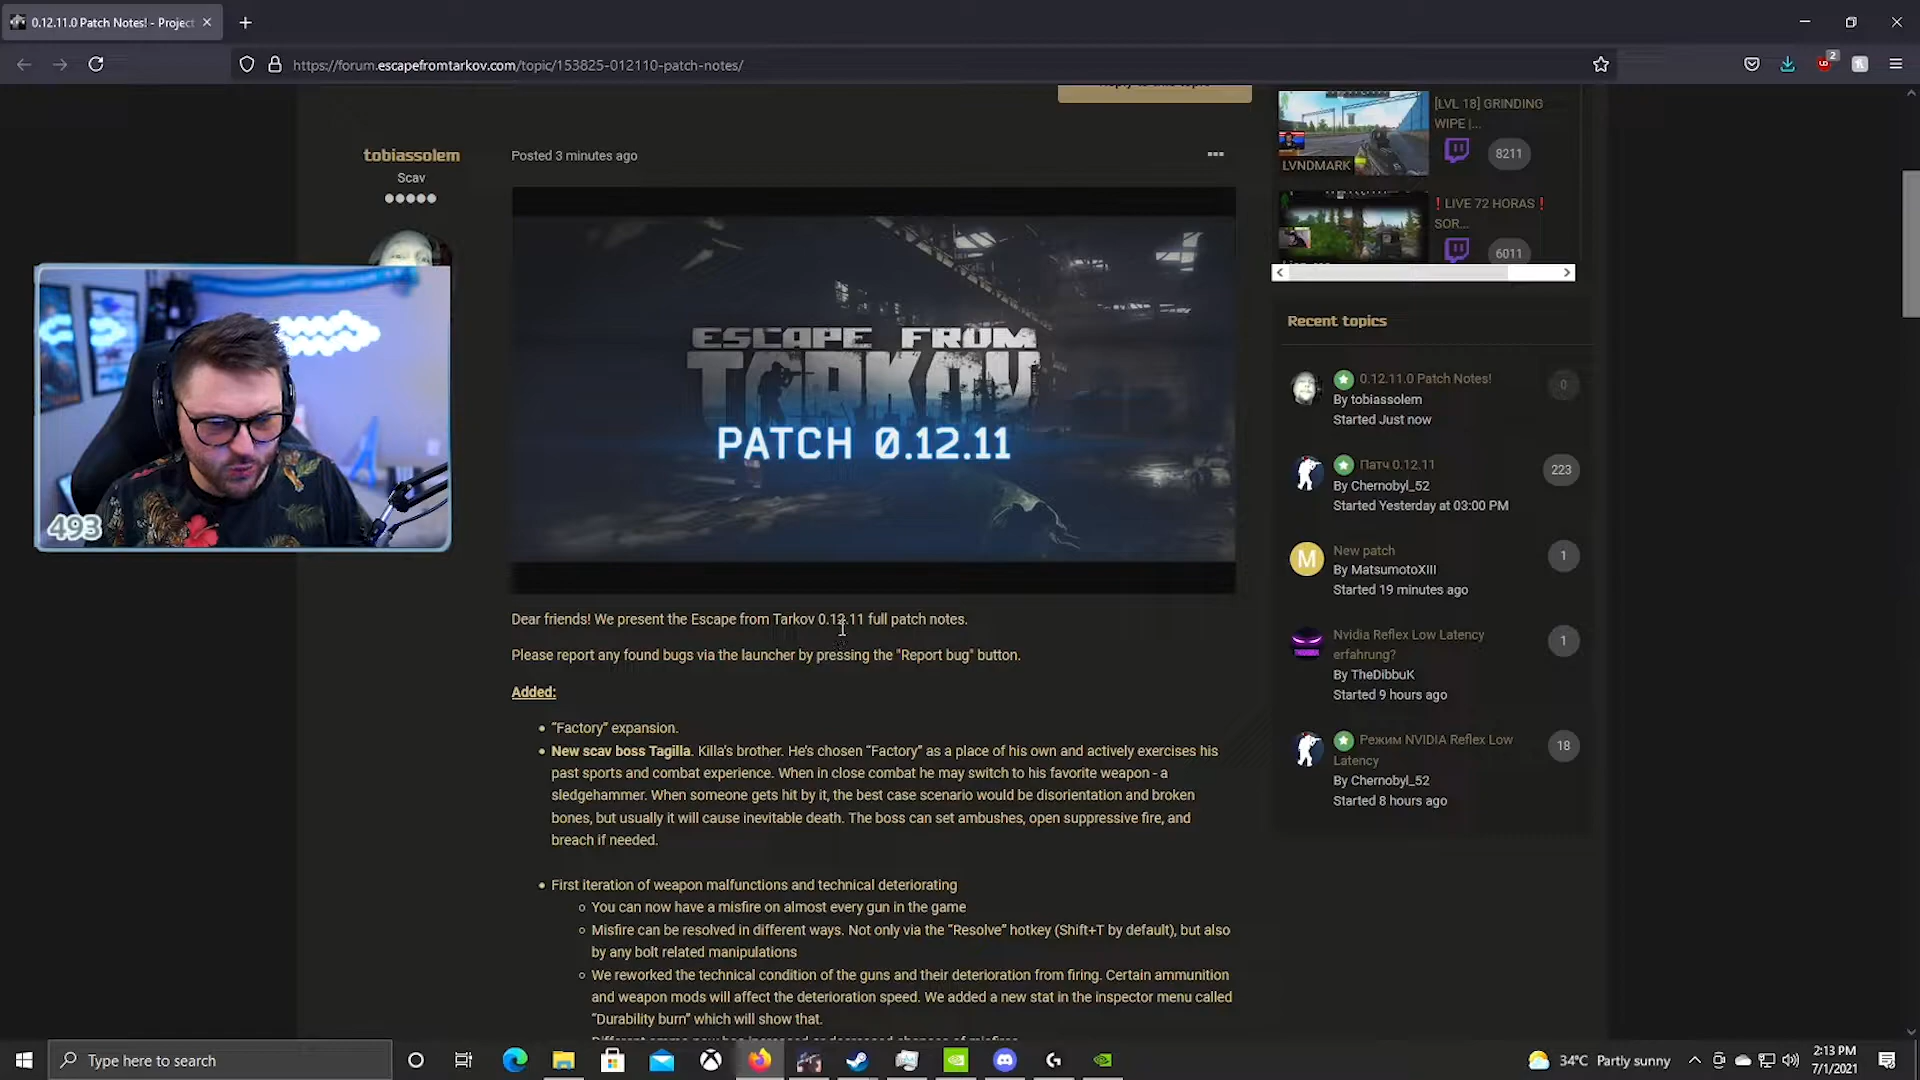 0.12.11.0 Patch Notes! - Project
https://forum.escapefromtarkov.com/topic/153825-012110-patch-notes/
2
tobiassolem
Scav
Posted 3 minutes ago
ESCAPE FROM
TARKOV
PATCH 0.12.11
493
Dear friends! We present the Escape from Tarkov 0.12.11 full patch notes.
Please report any found bugs via the launcher by pressing the "Report bug" button.
Added:
• “Factory” expansion.
• New scav boss Tagilla. Killa’s brother. He’s chosen “Factory” as a place of his own and actively exercises his
past sports and combat experience. When in close combat he may switch to his favorite weapon - a
sledgehammer. When someone gets hit by it, the best case scenario would be disorientation and broken
bones, but usually it will cause inevitable death. The boss can set ambushes, open suppressive fire, and
breach if needed.
• First iteration of weapon malfunctions and technical deteriorating
○ You can now have a misfire on almost every gun in the game
○ Misfire can be resolved in different ways. Not only via the “Resolve” hotkey (Shift+T by default), but also
by any bolt related manipulations
○ We reworked the technical condition of the guns and their deterioration from firing. Certain ammunition
and weapon mods will affect the deterioration speed. We added a new stat in the inspector menu called
“Durability burn” which will show that.
[LVL 18] GRINDING
WIPE |...
8211
LVNDMARK
❗LIVE 72 HORAS❗
SOR...
6011
Recent topics
0.12.11.0 Patch Notes!
By tobiassolem
Started Just now
0
Патч 0.12.11
By Chernobyl_52
Started Yesterday at 03:00 PM
223
M
New patch
By MatsumotoXIII
Started 19 minutes ago
1
Nvidia Reflex Low Latency
erfahrung?
By TheDibbuK
Started 9 hours ago
1
Режим NVIDIA Reflex Low
Latency
By Chernobyl_52
Started 8 hours ago
18
Type here to search
34°C Partly sunny
2:13 PM
7/1/2021